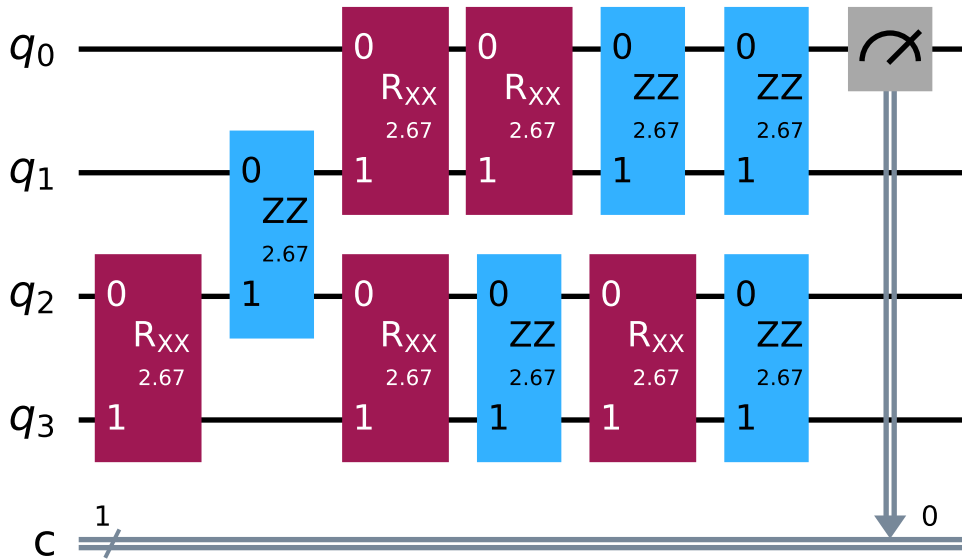 q0 0 RXX 2.67 1 0 RXX 2.67 1 0 ZZ 2.67 1 0 ZZ 2.67 1
q1 0 ZZ 2.67 1
q2 0 RXX 2.67 1 0 RXX 2.67 1 0 ZZ 2.67 1 0 RXX 2.67 1 0 ZZ 2.67 1
q3
c 1 0